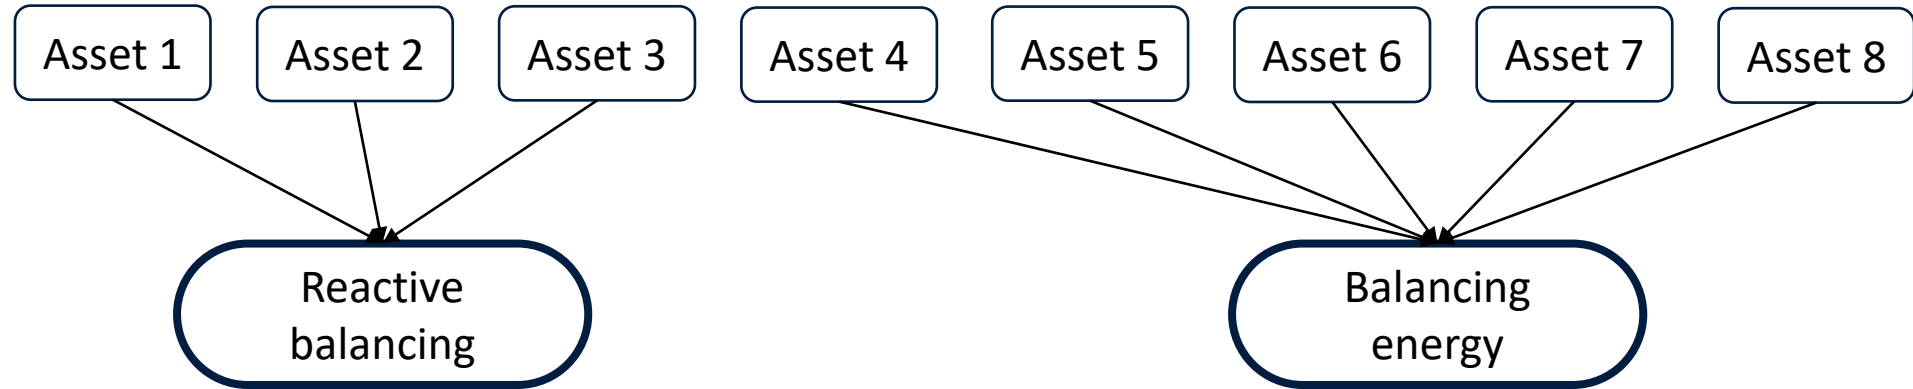 Asset 1
Asset 2
Asset 3
Asset 4
Asset 5
Asset 6
Asset 7
Asset 8
Reactive
balancing
Balancing
energy